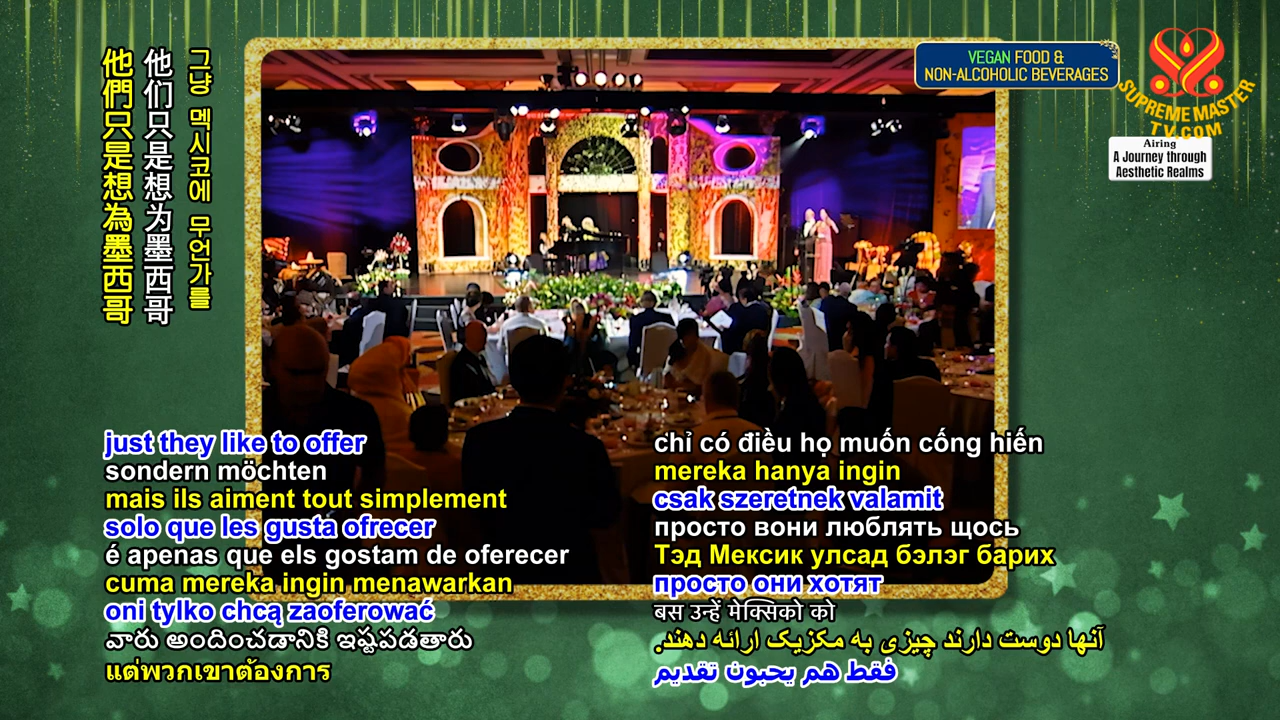 他們只是想為墨西哥
他们只是想为墨西哥
그냥 멕시코에 무언가를
VEGAN FOOD &
NON-ALCOHOLIC BEVERAGES
SUPREME MASTER
TV.COM
Airing
A Journey through
Aesthetic Realms
just they like to offer
sondern möchten
mais ils aiment tout simplement
solo que les gusta ofrecer
é apenas que els gostam de oferecer
cuma mereka ingin menawarkan
oni tylko chcą zaoferować
వారు అందించడానికి ఇష్టపడతారు
แต่พวกเขาต้องการ
chỉ có điều họ muốn cống hiến
mereka hanya ingin
csak szeretnek valamit
просто вони люблять щось
Тэд Мексик улсад бэлэг барих
просто они хотят
बस उन्हें मेक्सिको को
آنها دوست دارند چیزی به مکزیک ارائه دهند.
فقط هم يحبون تقديم